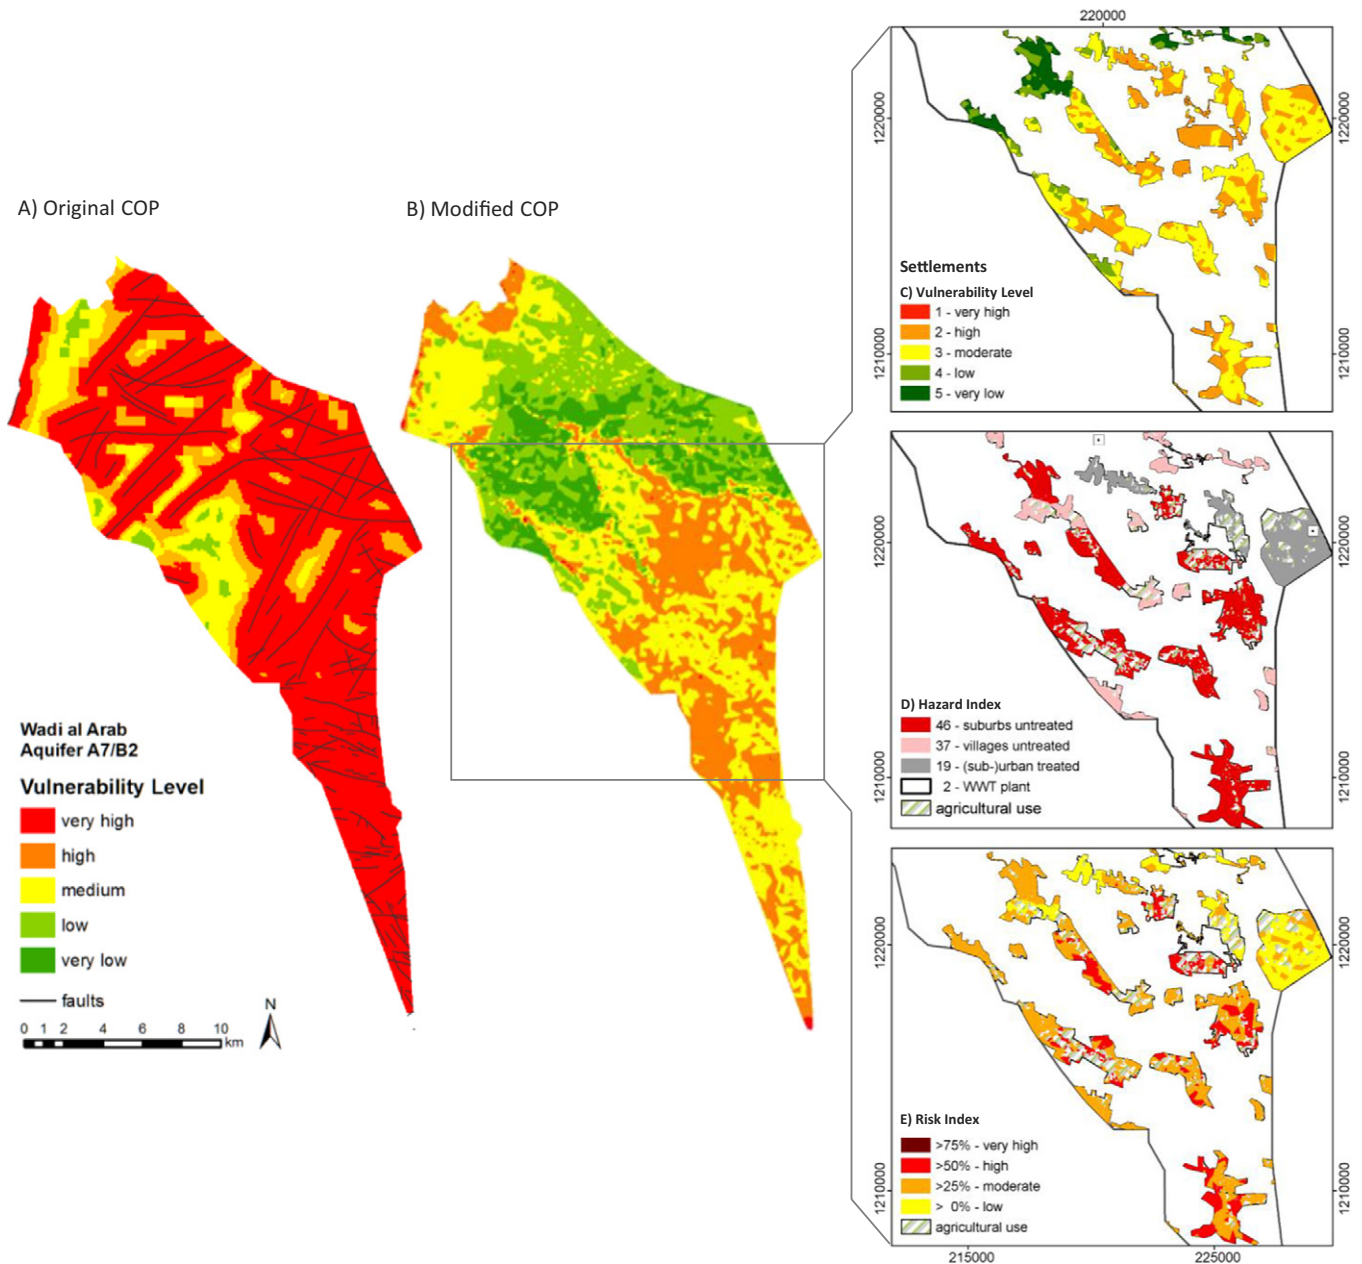 A) Original COP
B) Modified COP
Wadi al Arab
Aquifer A7/B2
Vulnerability Level
very high
high
medium
low
very low
faults
0 1 2 4 6 8 10
km
N
220000
1220000
1220000
1210000
1210000
Settlements
C) Vulnerability Level
1 - very high
2 - high
3 - moderate
4 - low
5 - very low
1220000
1220000
1210000
1210000
D) Hazard Index
46 - suburbs untreated
37 - villages untreated
19 - (sub-)urban treated
2 - WWT plant
agricultural use
1220000
1220000
1210000
1210000
E) Risk Index
>75% - very high
>50% - high
>25% - moderate
> 0% - low
agricultural use
215000
225000